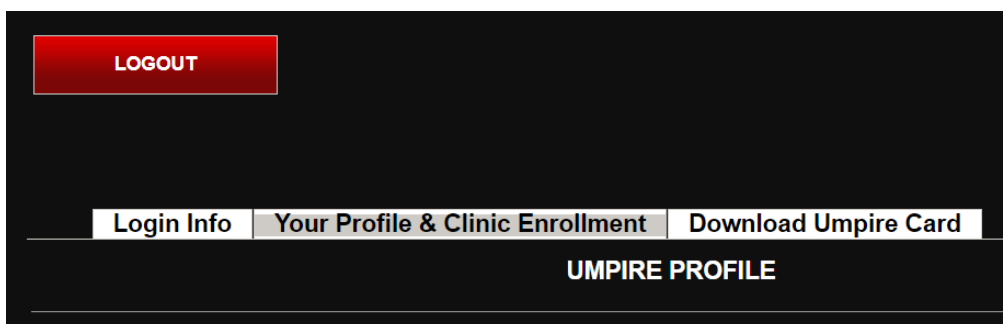 LOGOUT
Login Info Your Profile & Clinic Enrollment Download Umpire Card
UMPIRE PROFILE